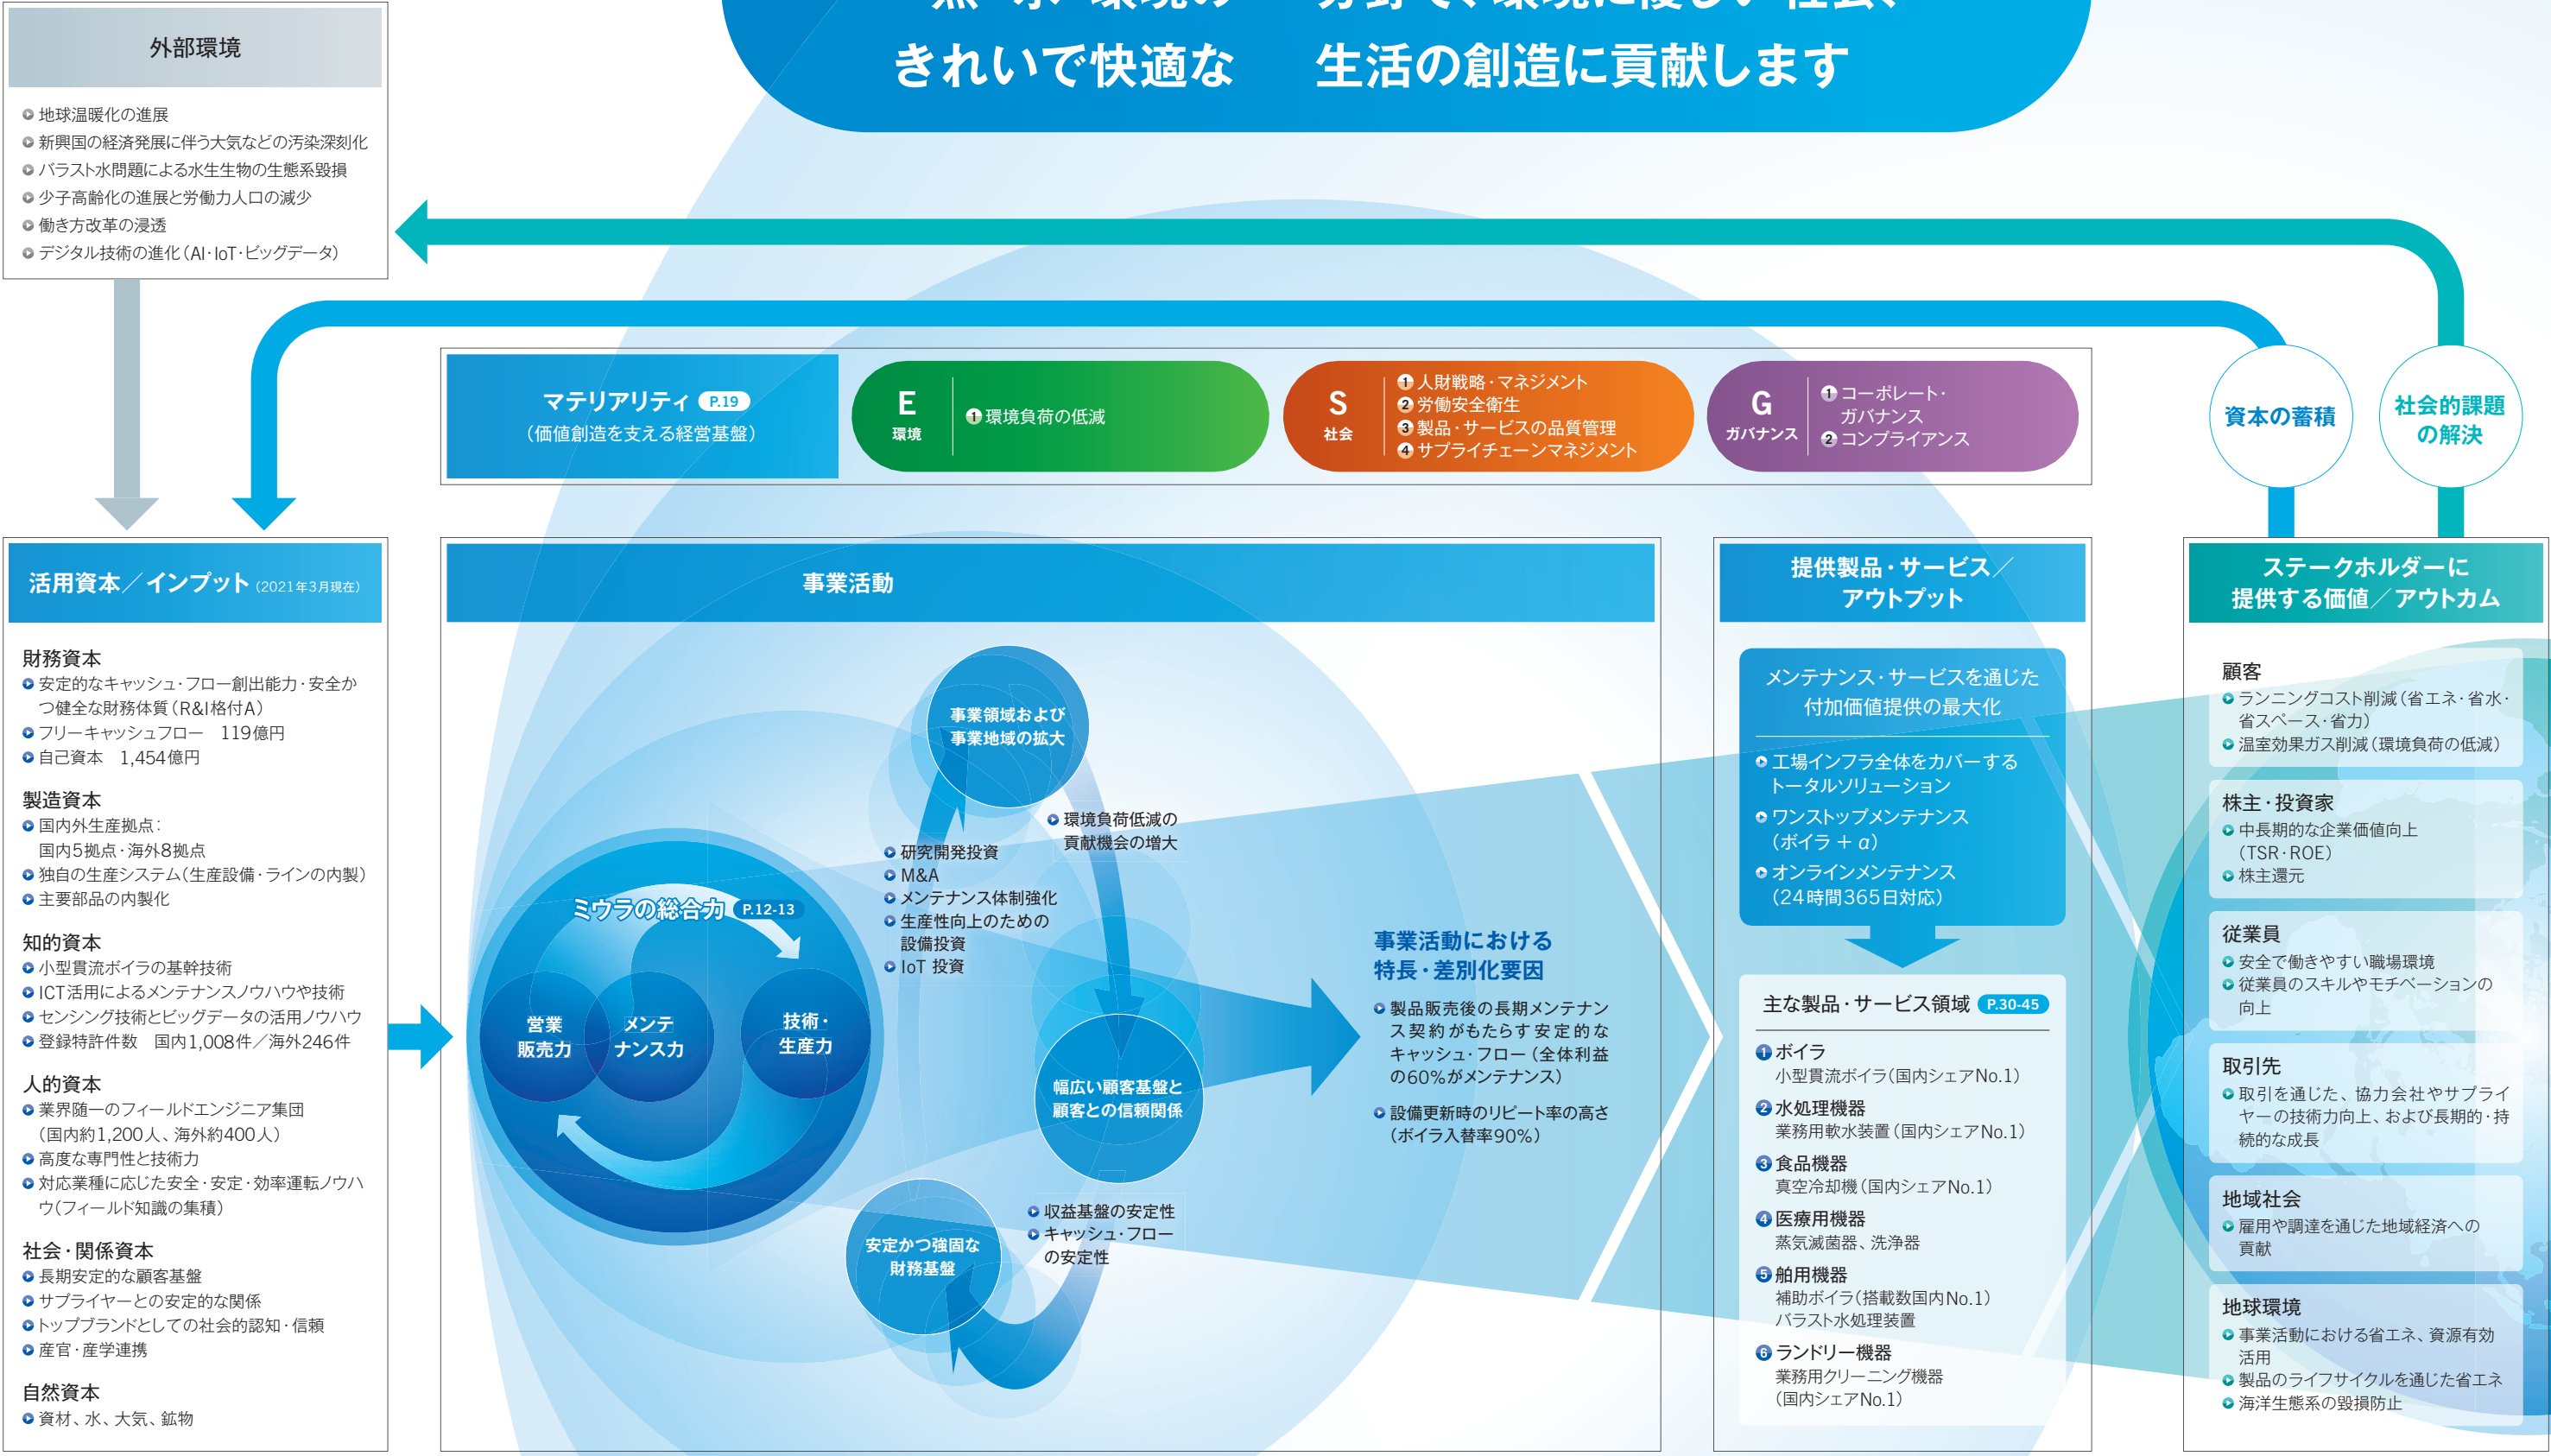 熱・水・環境の 分野で、環境に優しい社会、
きれいで快適な 生活の創造に貢献します
外部環境
地球温暖化の進展
新興国の経済発展に伴う大気などの汚染深刻化
バラスト水問題による水生生物の生態系毀損
少子高齢化の進展と労働力人口の減少
働き方改革の浸透
デジタル技術の進化（AI・IoT・ビッグデータ）
マテリアリティ P.19
（価値創造を支える経営基盤）
E
環境
1 環境負荷の低減
S
社会
1 人財戦略・マネジメント
2 労働安全衛生
3 製品・サービスの品質管理
4 サプライチェーンマネジメント
G
ガバナンス
1 コーポレート・
ガバナンス
2 コンプライアンス
資本の蓄積
社会的課題
の解決
活用資本／インプット（2021年3月現在）
財務資本
安定的なキャッシュ・フロー創出能力・安全か
つ健全な財務体質（R&I格付A）
フリーキャッシュフロー 119億円
自己資本 1,454億円
製造資本
国内外生産拠点：
国内5拠点・海外8拠点
独自の生産システム（生産設備・ラインの内製）
主要部品の内製化
知的資本
小型貫流ボイラの基幹技術
ICT活用によるメンテナンスノウハウや技術
センシング技術とビッグデータの活用ノウハウ
登録特許件数 国内1,008件／海外246件
人的資本
業界随一のフィールドエンジニア集団
（国内約1,200人、海外約400人）
高度な専門性と技術力
対応業種に応じた安全・安定・効率運転ノウハ
ウ（フィールド知識の集積）
社会・関係資本
長期安定的な顧客基盤
サプライヤーとの安定的な関係
トップブランドとしての社会的認知・信頼
産官・産学連携
自然資本
資材、水、大気、鉱物
事業活動
ミウラの総合力 P.12-13
営業
販売力
メンテ
ナンス力
技術・
生産力
事業領域および
事業地域の拡大
環境負荷低減の
貢献機会の増大
研究開発投資
M&A
メンテナンス体制強化
生産性向上のための
設備投資
IoT 投資
幅広い顧客基盤と
顧客との信頼関係
収益基盤の安定性
キャッシュ・フロー
の安定性
安定かつ強固な
財務基盤
事業活動における
特長・差別化要因
製品販売後の長期メンテナン
ス契約がもたらす安定的な
キャッシュ・フロー（全体利益
の60%がメンテナンス）
設備更新時のリピート率の高さ
（ボイラ入替率90%）
提供製品・サービス／
アウトプット
メンテナンス・サービスを通じた
付加価値提供の最大化
工場インフラ全体をカバーする
トータルソリューション
ワンストップメンテナンス
（ボイラ + α）
オンラインメンテナンス
（24時間365日対応）
主な製品・サービス領域 P.30-45
1 ボイラ
小型貫流ボイラ（国内シェアNo.1）
2 水処理機器
業務用軟水装置（国内シェアNo.1）
3 食品機器
真空冷却機（国内シェアNo.1）
4 医療用機器
蒸気滅菌器、洗浄器
5 舶用機器
補助ボイラ（搭載数国内No.1）
バラスト水処理装置
6 ランドリー機器
業務用クリーニング機器
（国内シェアNo.1）
ステークホルダーに
提供する価値／アウトカム
顧客
ランニングコスト削減（省エネ・省水・
省スペース・省力）
温室効果ガス削減（環境負荷の低減）
株主・投資家
中長期的な企業価値向上
（TSR・ROE）
株主還元
従業員
安全で働きやすい職場環境
従業員のスキルやモチベーションの
向上
取引先
取引を通じた、協力会社やサプライ
ヤーの技術力向上、および長期的・持
続的な成長
地域社会
雇用や調達を通じた地域経済への
貢献
地球環境
事業活動における省エネ、資源有効
活用
製品のライフサイクルを通じた省エネ
海洋生態系の毀損防止